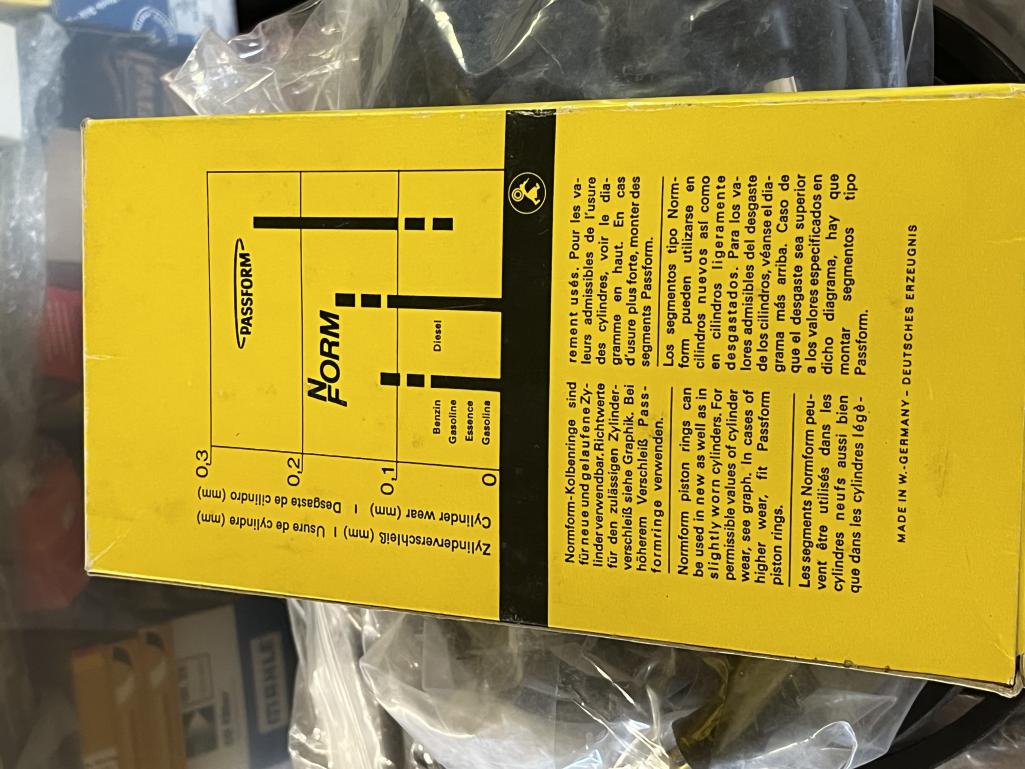 Zylinderverschleiß (mm) | Usure de cylindre (mm)
Cylinder wear (mm) | Desgaste de cilindro (mm)
0,3
0,2
0,1
0
PASSFORM
NORM
FORM
Benzin
Gasoline
Essence
Gasolina
Diesel
Normform-Kolbenringe sind
für neue und gelaufene Zy-
linder verwendbar. Richtwerte
für den zulässigen Zylinder-
verschleiß siehe Graphik. Bei
höherem Verschleiß Pass-
formringe verwenden.
Normform piston rings can
be used in new as well as in
slightly worn cylinders. For
permissible values of cylinder
wear, see graph. In cases of
higher wear, fit Passform
piston rings.
Les segments Normform peu-
vent être utilisés dans les
cylindres neufs aussi bien
que dans les cylindres légè-
rement usés. Pour les va-
leurs admissibles de l'usure
des cylindres, voir le dia-
gramme en haut. En cas
d'usure plus forte, monter des
segments Passform.
Los segmentos tipo Norm-
form pueden utilizarse en
cilindros nuevos así como
en cilindros ligeramente
desgastados. Para los va-
lores admisibles del desgaste
de los cilindros, véanse el dia-
grama más arriba. Caso de
que el desgaste sea superior
a los valores especificados en
dicho diagrama, hay que
montar segmentos tipo
Passform.
MADE IN W.-GERMANY – DEUTSCHES ERZEUGNIS
MAHLE